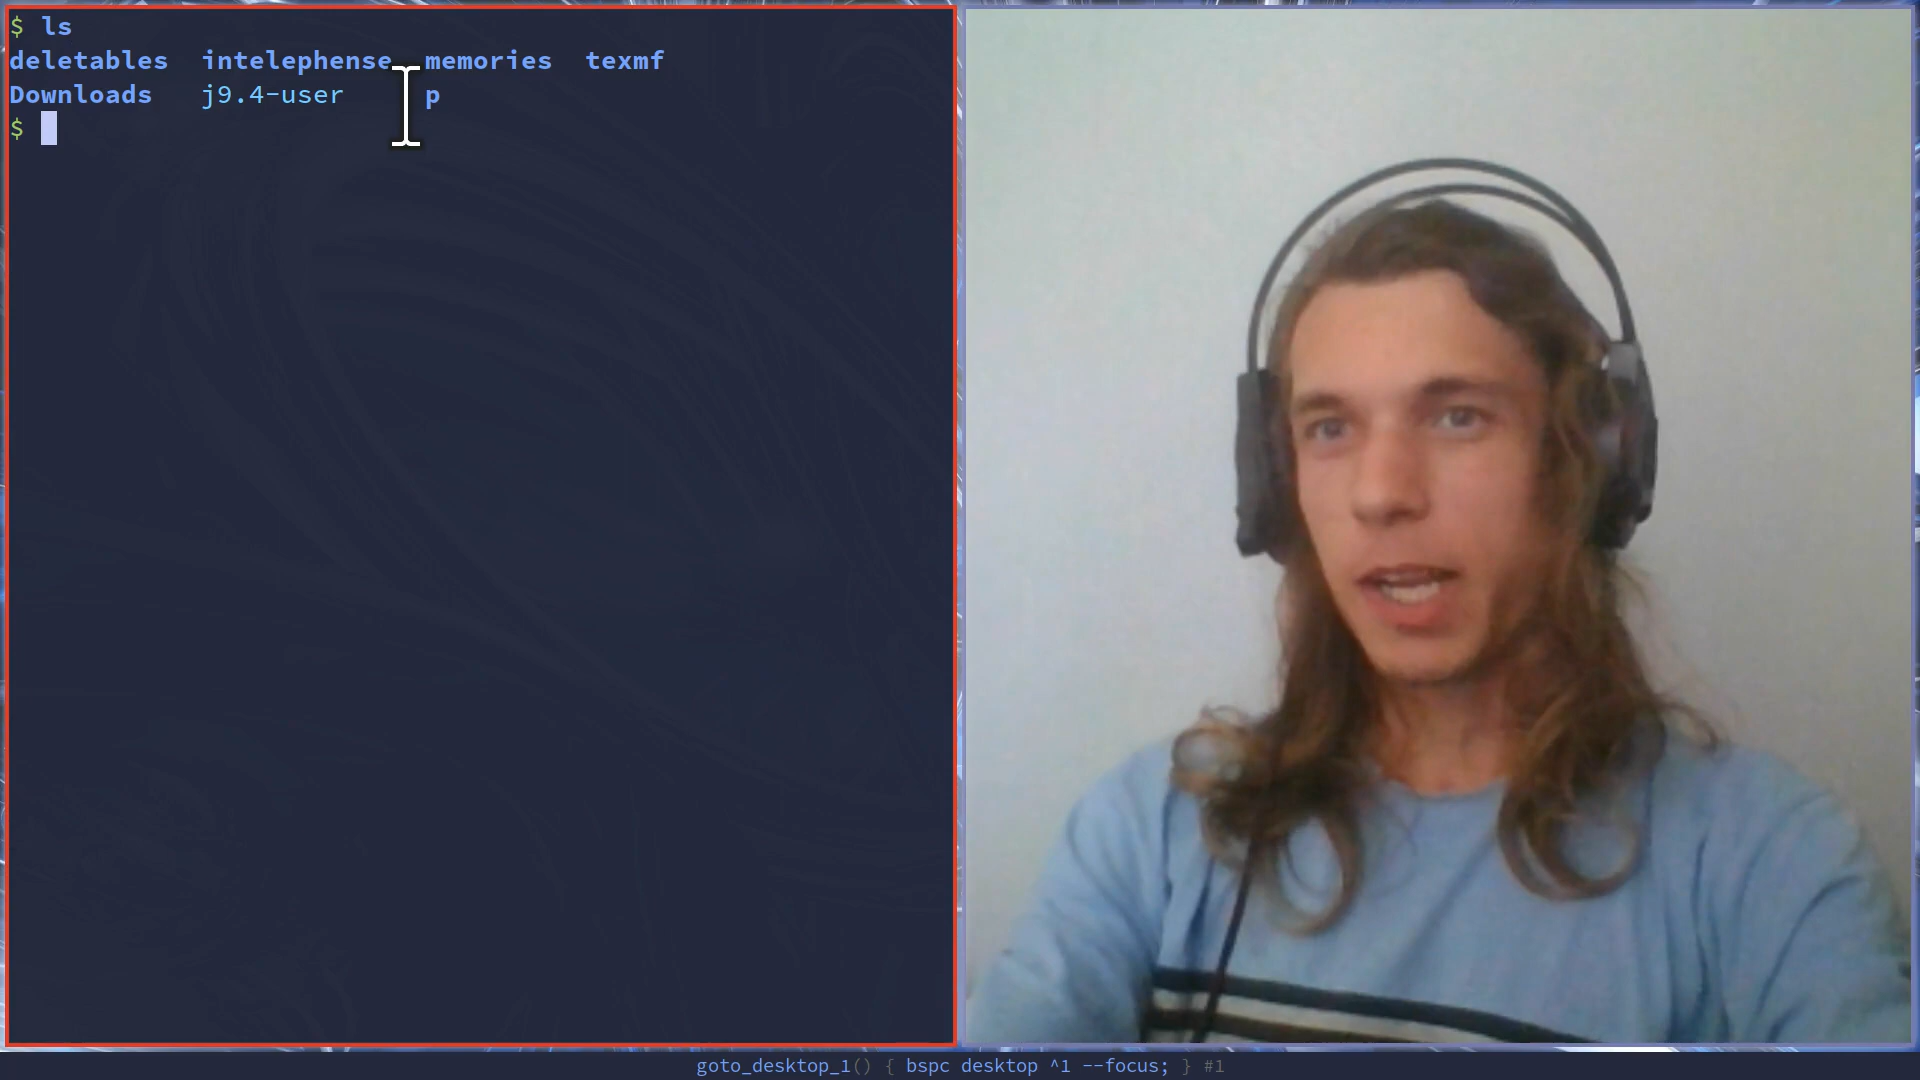 $ ls
deletables  intelephense  memories  texmf
Downloads   j9.4-user     p
$
goto_desktop_1() { bspc desktop ^1 --focus; } #1